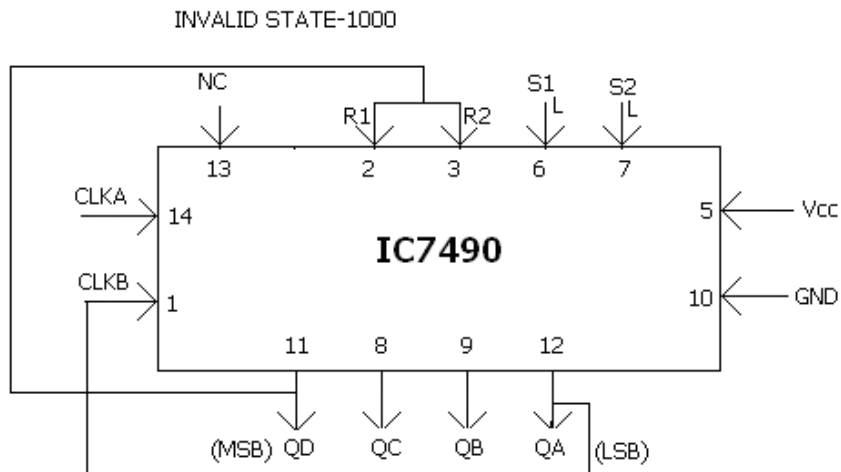 INVALID STATE-1000
NC
S1
S2
R1
R2
L
L
13
2
3
6
7
CLKA
14
5
Vcc
IC7490
CLKB
1
10
GND
11
8
9
12
(MSB)
QD
QC
QB
QA
(LSB)